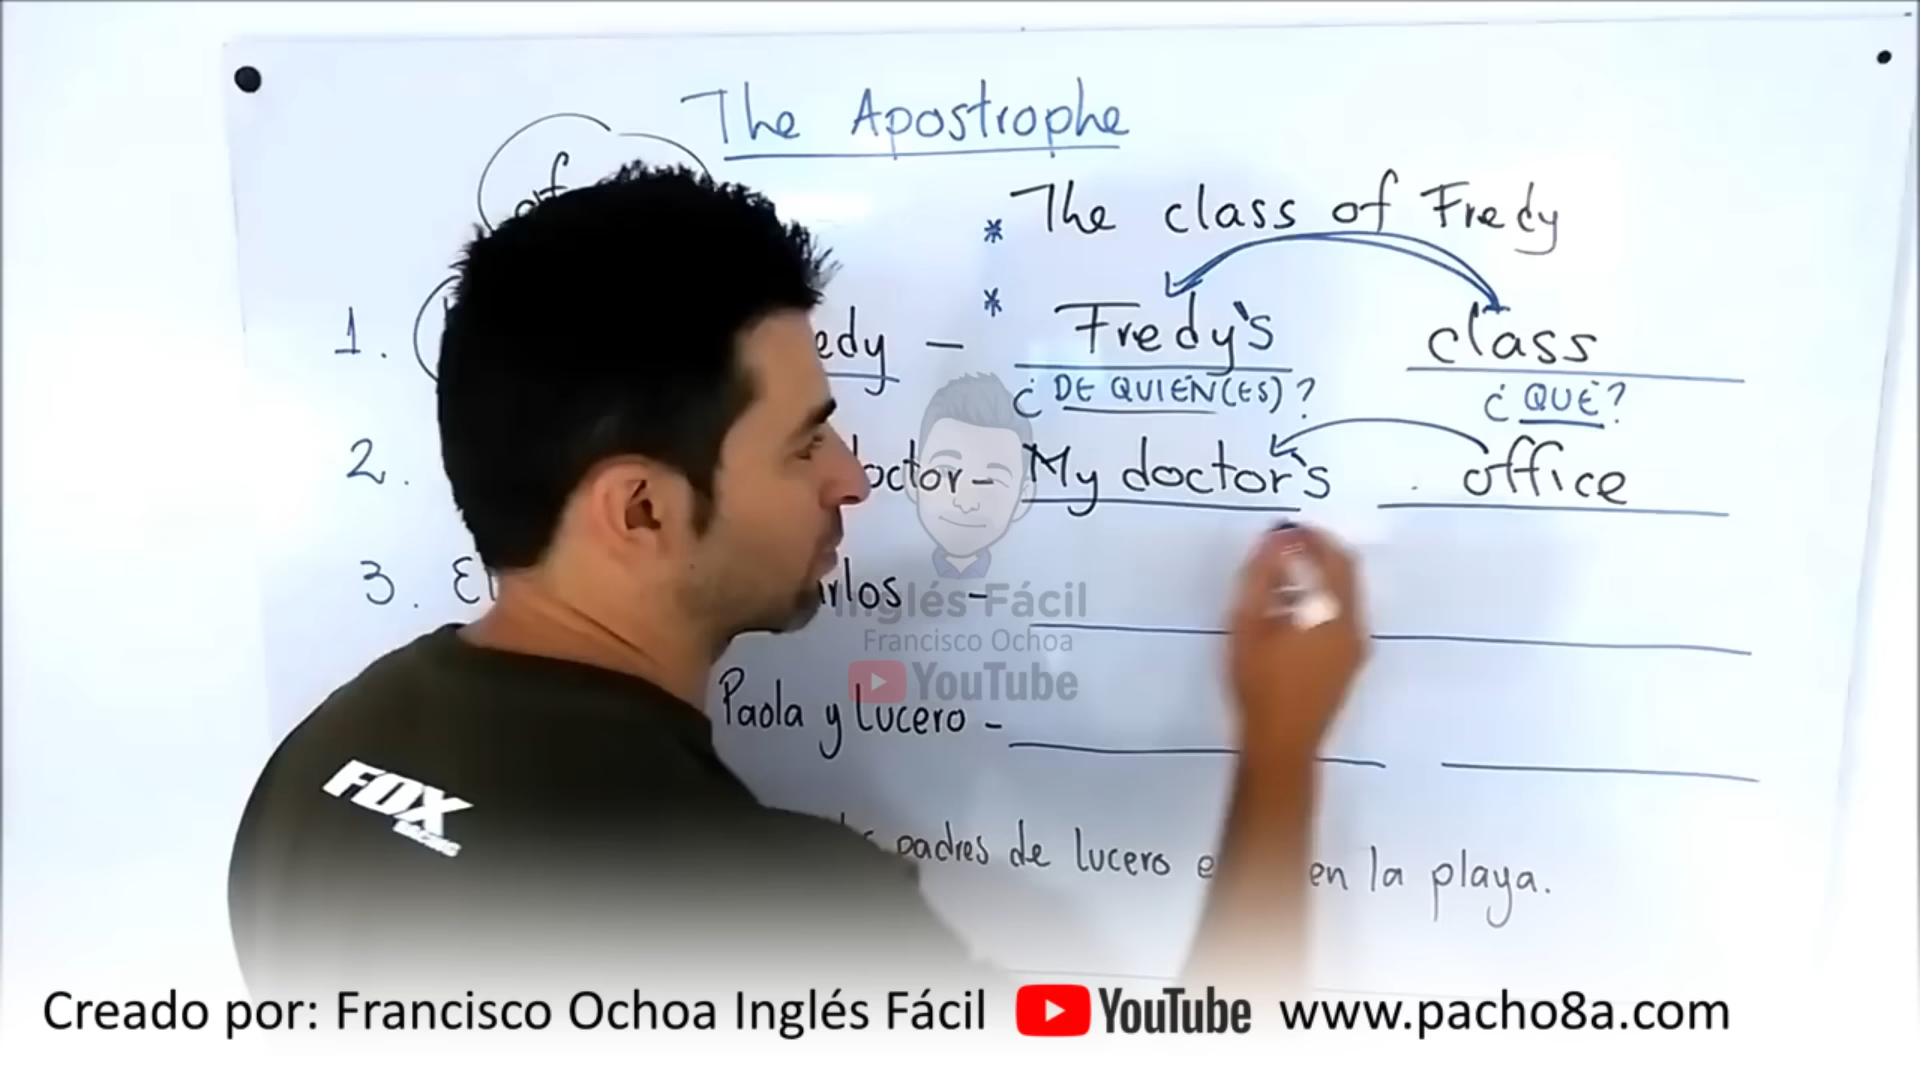 The Apostrophe
of
* The class of Fredy
1. edy - * Fredy's class
¿DE QUIEN(ES)? ¿QUÉ?
2. octor - My doctor's office
3. El rlos -
Inglés Fácil
Francisco Ochoa
YouTube
Paola y Lucero -
FOX
RACING
padres de Lucero e en la playa.
Creado por: Francisco Ochoa Inglés Fácil YouTube www.pacho8a.com